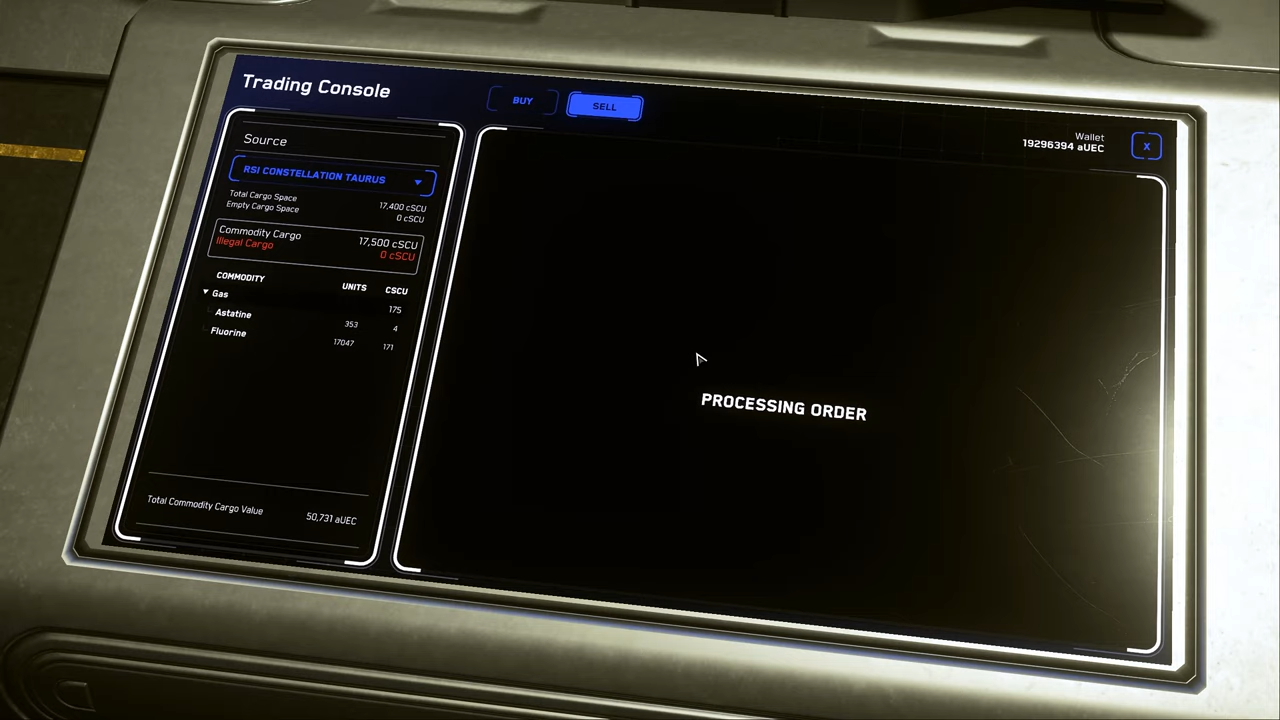 Trading Console
BUY
SELL
Wallet
19296394 aUEC
X
Source
RSI CONSTELLATION TAURUS
Total Cargo Space 17,400 cSCU
Empty Cargo Space 0 cSCU
Commodity Cargo 17,500 cSCU
Illegal Cargo 0 cSCU
COMMODITY UNITS CSCU
Gas 175
Astatine 353 4
Fluorine 17047 171
Total Commodity Cargo Value 50,731 aUEC
PROCESSING ORDER